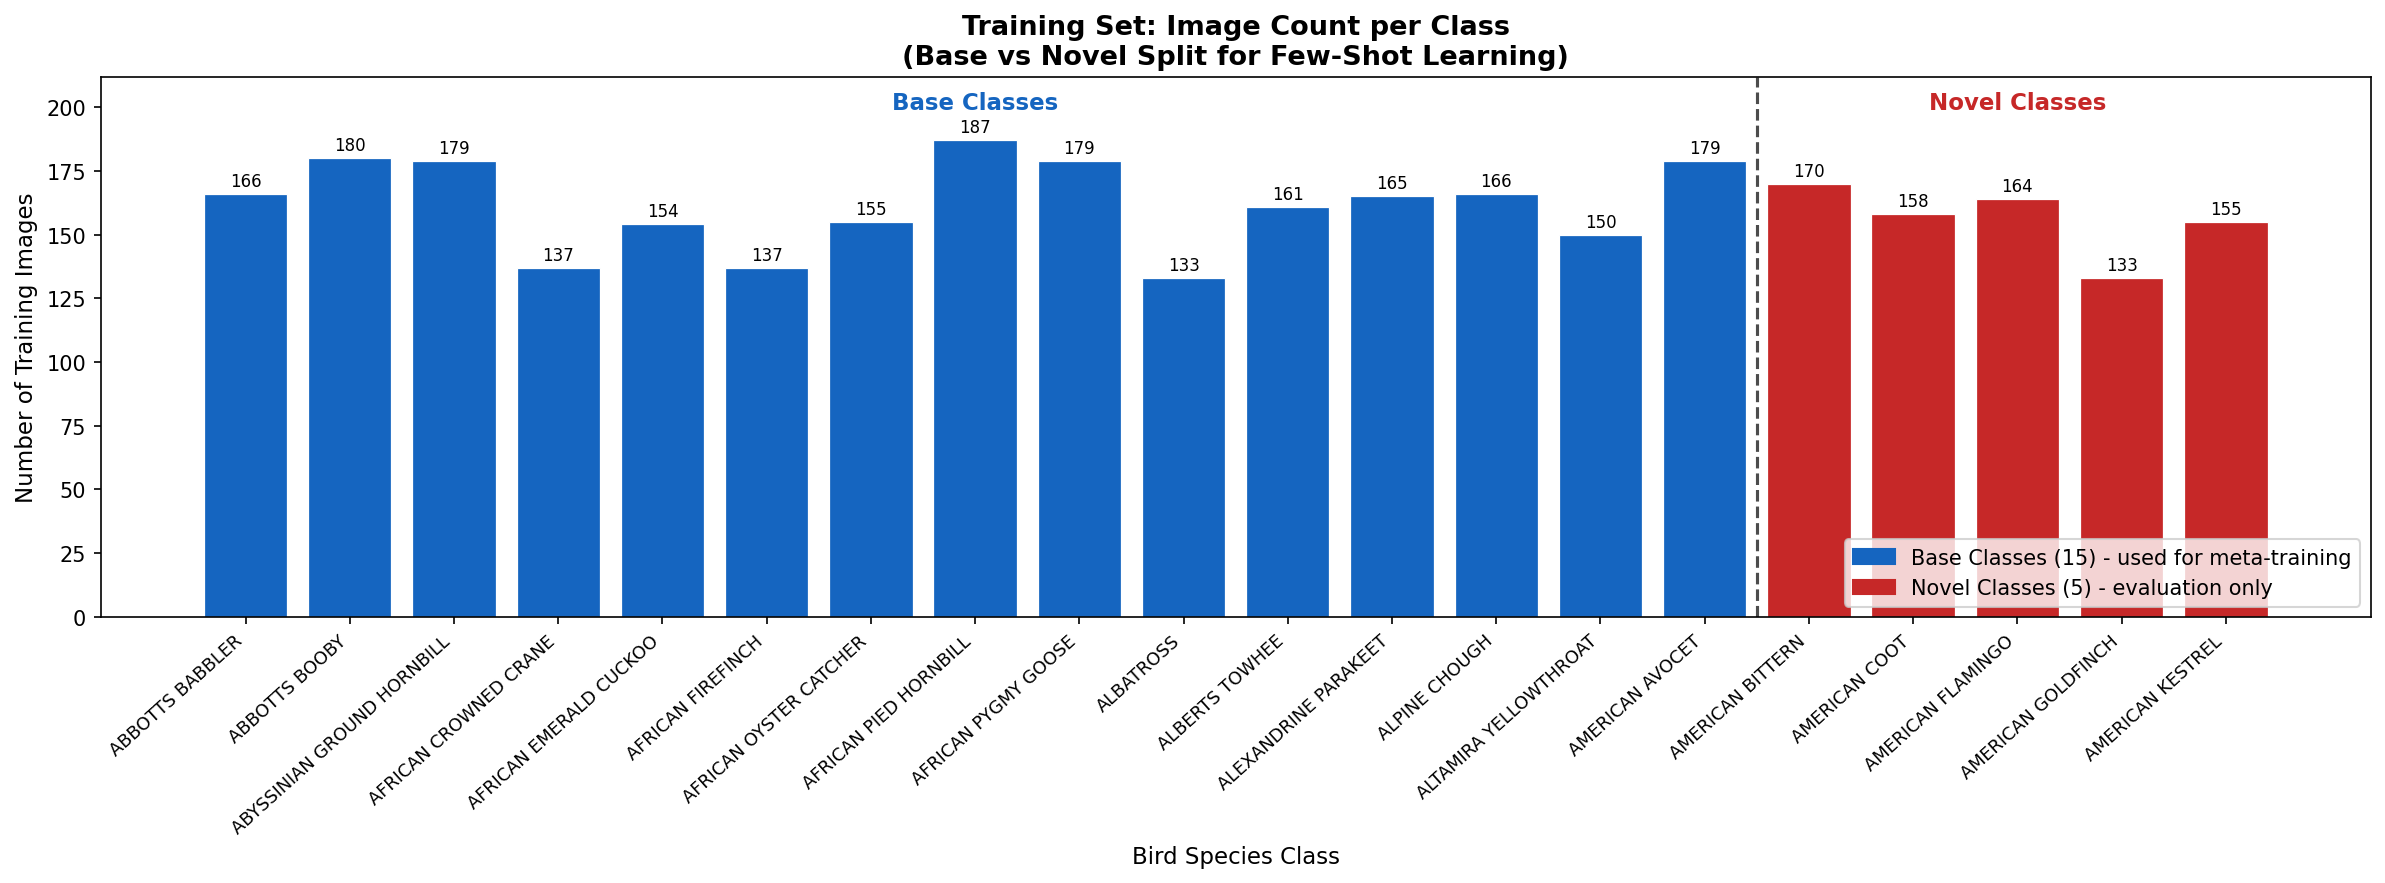 Training Set: Image Count per Class
(Base vs Novel Split for Few-Shot Learning)
Base Classes
Novel Classes
Number of Training Images
200
175
150
125
100
75
50
25
0
166
180
179
137
154
137
155
187
179
133
161
165
166
150
179
170
158
164
133
155
Base Classes (15) - used for meta-training
Novel Classes (5) - evaluation only
ABBOTTS BABBLER
ABBOTTS BOOBY
ABYSSINIAN GROUND HORNBILL
AFRICAN CROWNED CRANE
AFRICAN EMERALD CUCKOO
AFRICAN FIREFINCH
AFRICAN OYSTER CATCHER
AFRICAN PIED HORNBILL
AFRICAN PYGMY GOOSE
ALBATROSS
ALBERTS TOWHEE
ALEXANDRINE PARAKEET
ALPINE CHOUGH
ALTAMIRA YELLOWTHROAT
AMERICAN AVOCET
AMERICAN BITTERN
AMERICAN COOT
AMERICAN FLAMINGO
AMERICAN GOLDFINCH
AMERICAN KESTREL
Bird Species Class